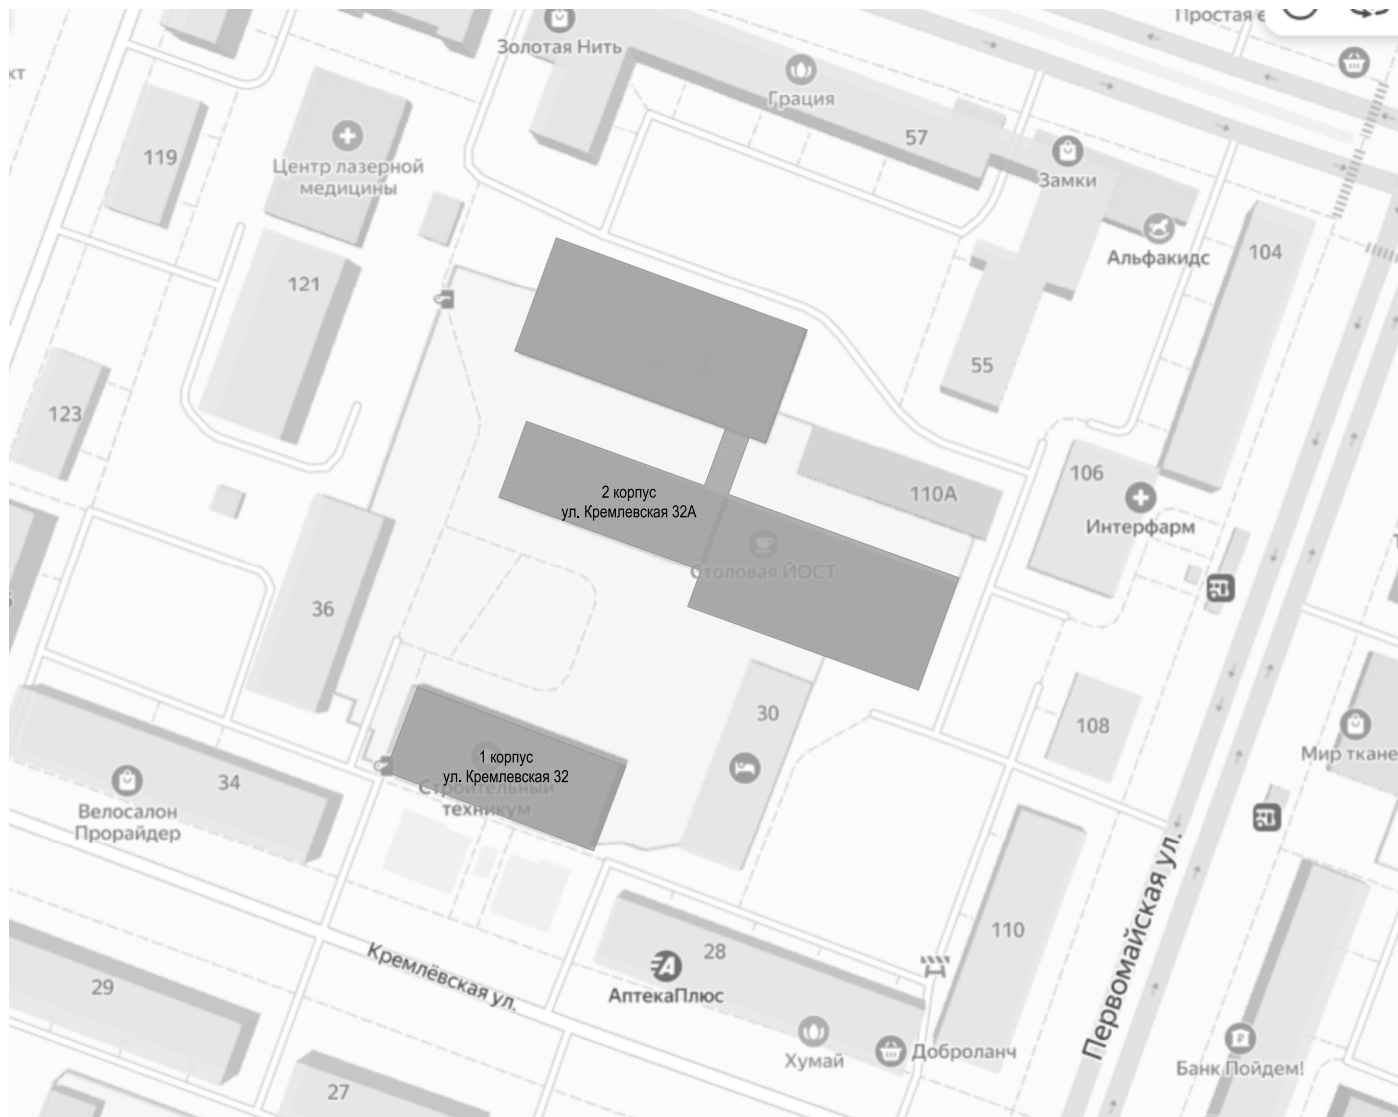 Простая
кт
Золотая Нить
Грация
57
119
Центр лазерной
медицины
Замки
Альфакидс
104
121
55
123
106
110А
Интерфарм
2 корпус
ул. Кремлевская 32А
Столовая ЙОСТ
36
30
108
Мир ткане
1 корпус
ул. Кремлевская 32
Строительный
техникум
34
Велосалон
Прорайдер
Первомайская ул.
110
28
АптекаПлюс
Кремлёвская ул.
29
Хумай
Доброланч
Банк Пойдем!
27